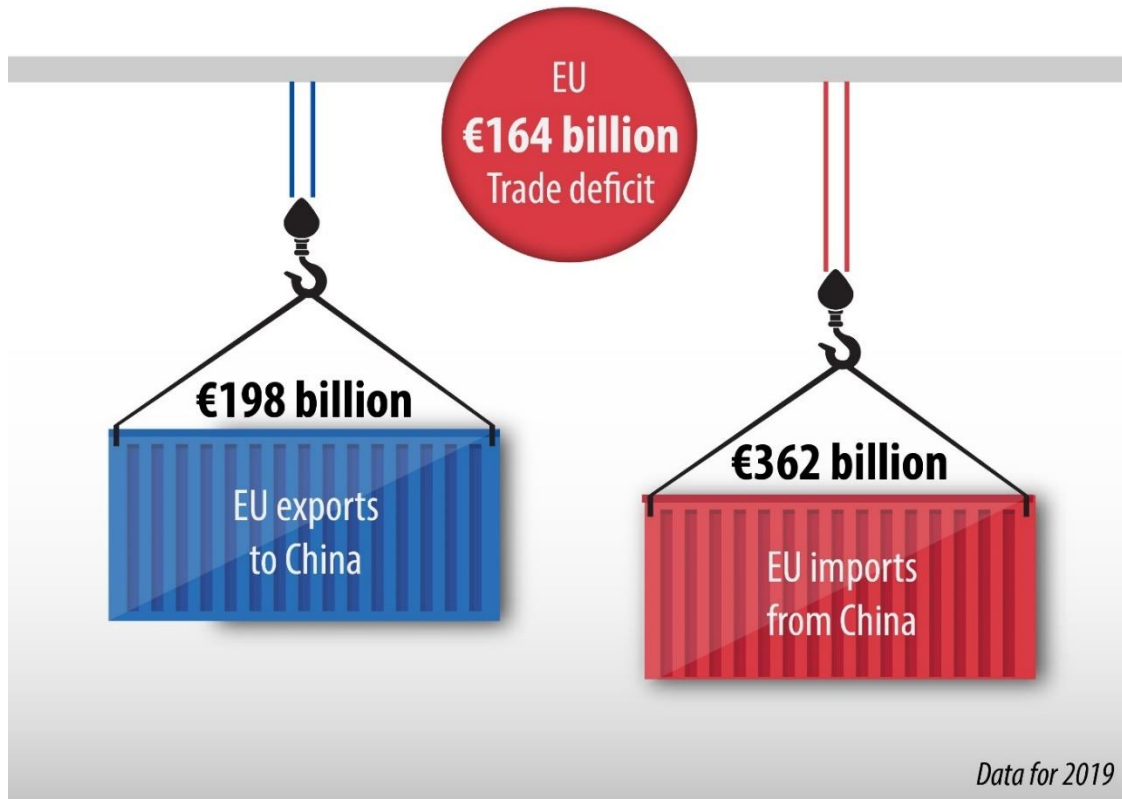 EU
€164 billion
Trade deficit
€198 billion
EU exports
to China
€362 billion
EU imports
from China
Data for 2019